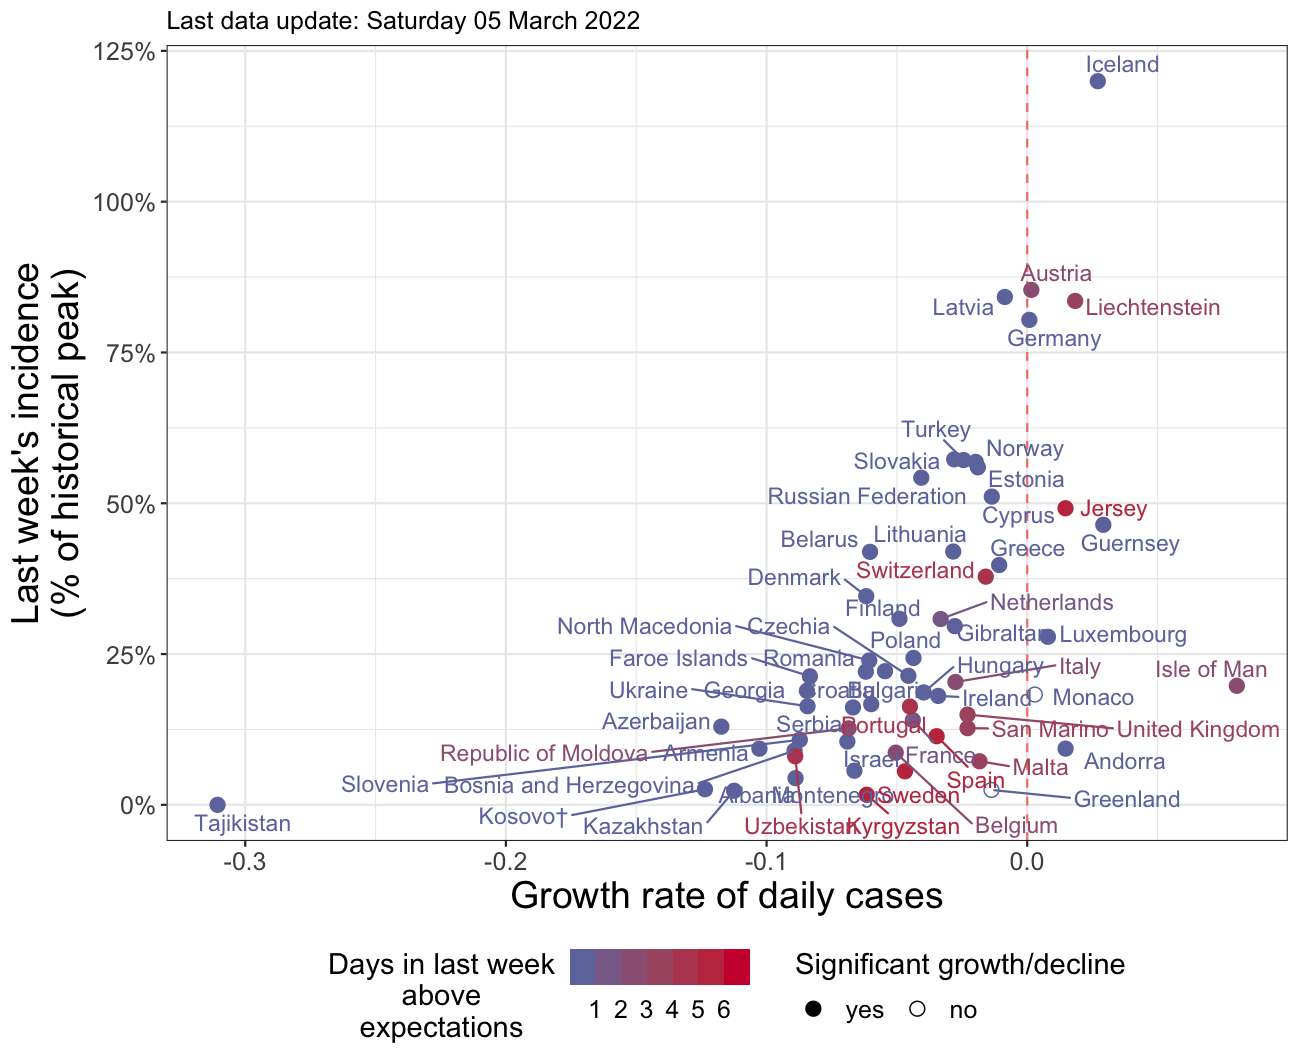 Last data update: Saturday 05 March 2022
125%
100%
75%
50%
25%
0%
Last week's incidence
(% of historical peak)
Iceland
Austria
Latvia
Liechtenstein
Germany
Turkey
Norway
Slovakia
Estonia
Russian Federation
Cyprus
Jersey
Guernsey
Belarus
Lithuania
Greece
Switzerland
Denmark
Netherlands
Finland
North Macedonia
Czechia
Gibraltar
Luxembourg
Poland
Faroe Islands
Romania
Hungary
Italy
Isle of Man
Ukraine
Georgia
Croatia
Bulgaria
Ireland
Monaco
Azerbaijan
Serbia
Portugal
San Marino
United Kingdom
Republic of Moldova
Armenia
Israel
France
Malta
Andorra
Slovenia
Bosnia and Herzegovina
Spain
Albania
Montenegro
Sweden
Greenland
Kosovo†
Kazakhstan
Uzbekistan
Kyrgyzstan
Belgium
Tajikistan
-0.3
-0.2
-0.1
0.0
Growth rate of daily cases
Days in last week
above
expectations
1 2 3 4 5 6
Significant growth/decline
yes
no